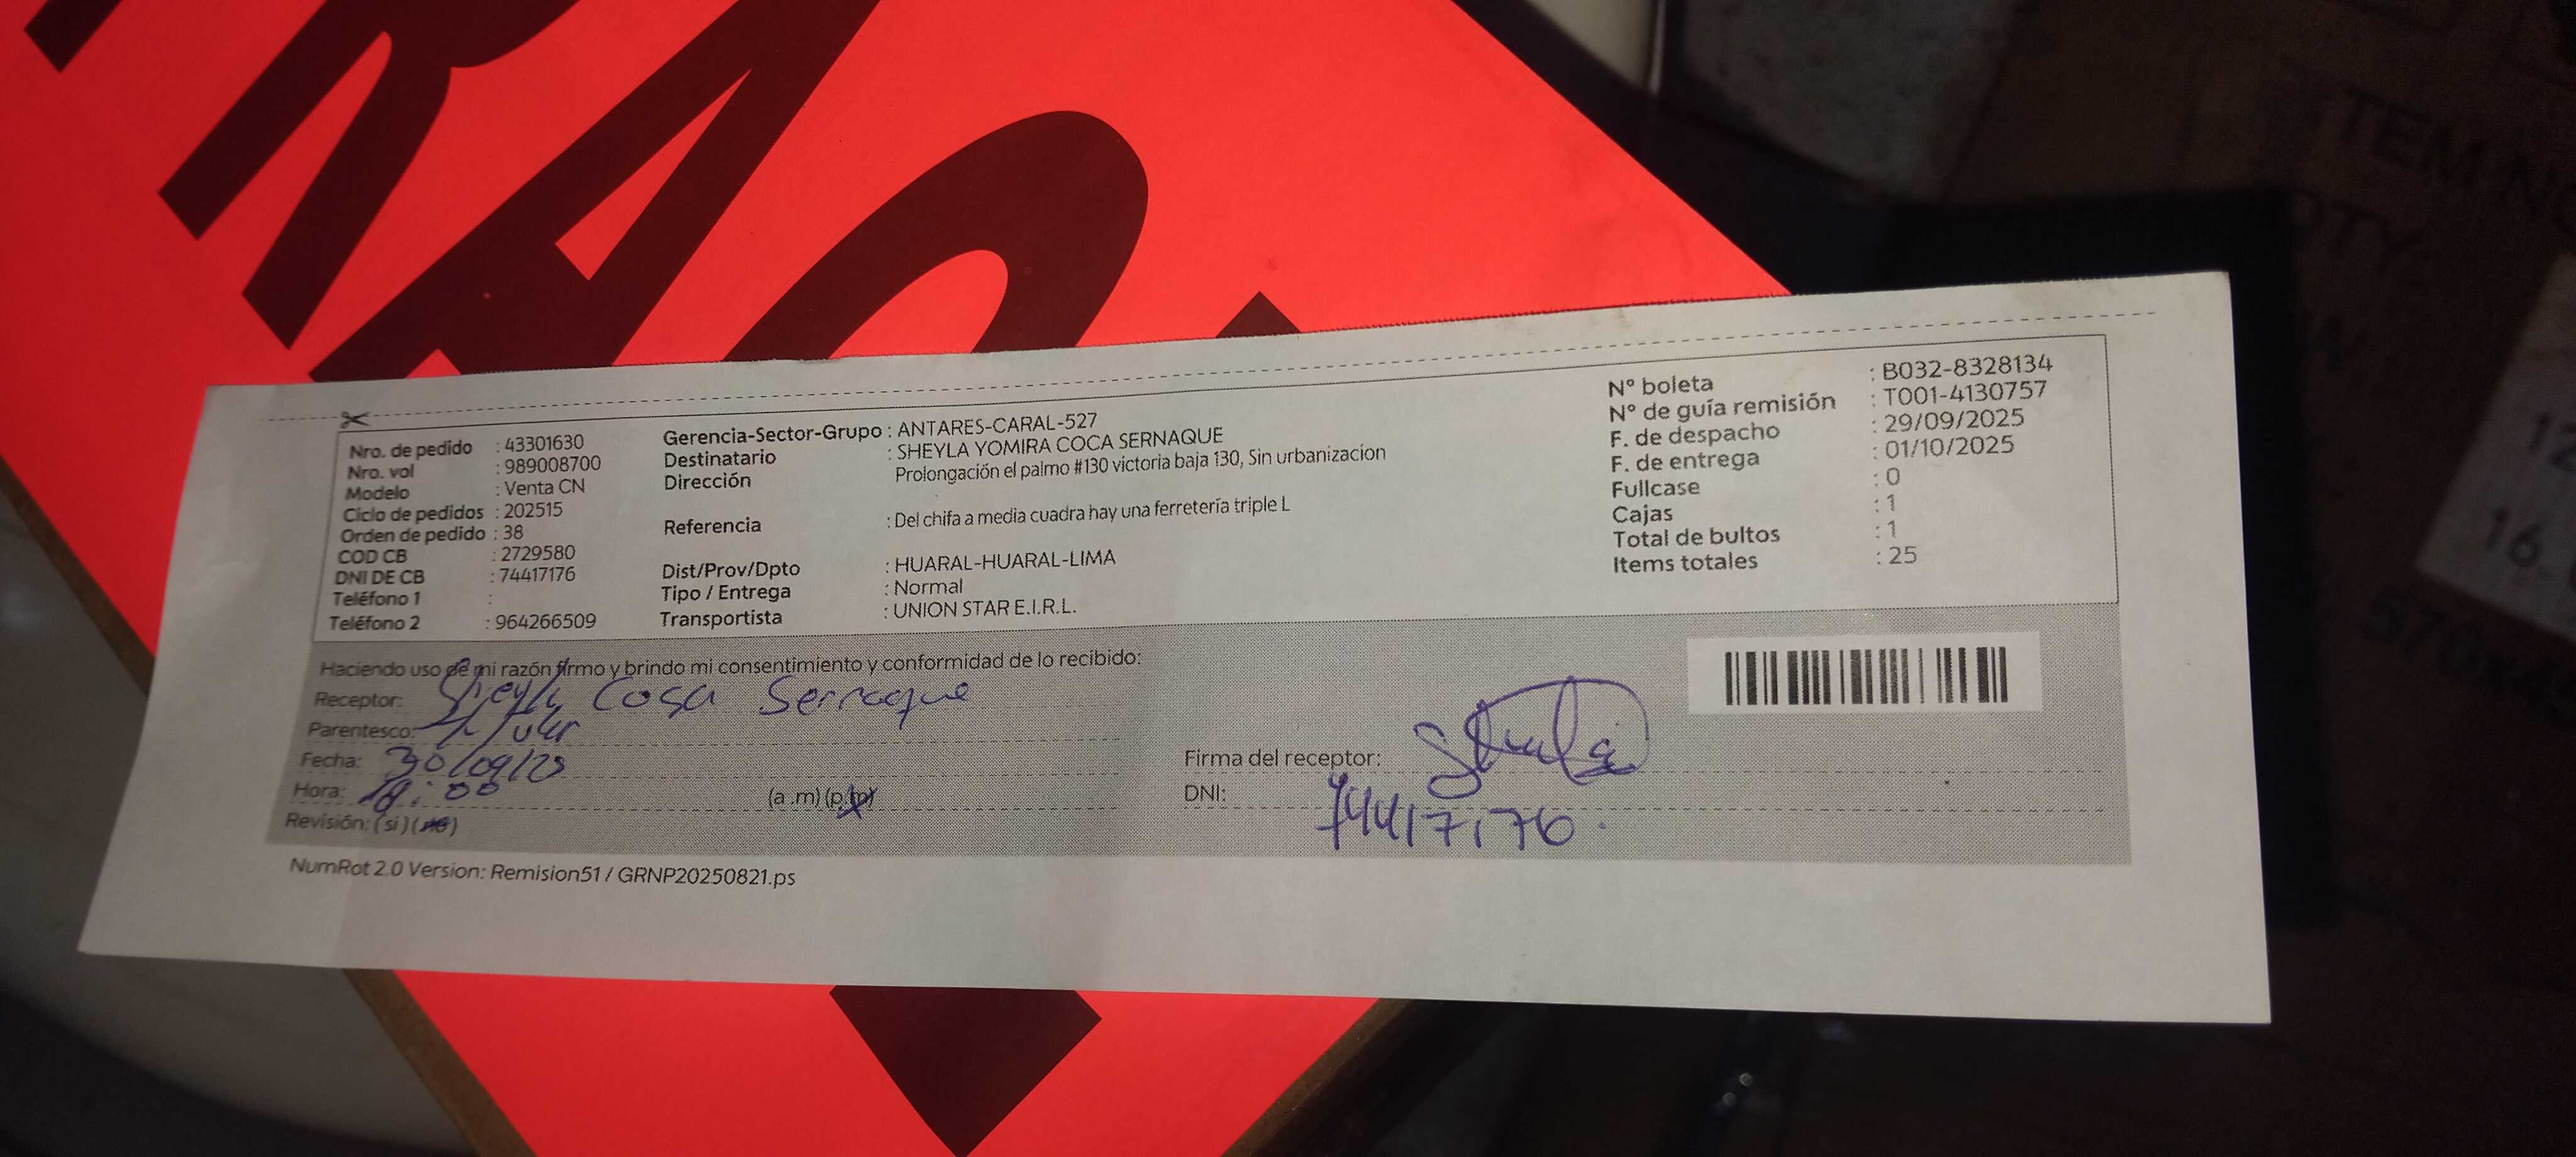 Nro. de pedido : 43301630
Nro. vol : 989008700
Modelo : Venta CN
Ciclo de pedidos : 202515
Orden de pedido : 38
COD CB : 2729580
DNI DE CB : 74417176
Teléfono 1 :
Teléfono 2 : 964266509
Gerencia-Sector-Grupo : ANTARES-CARAL-527
Destinatario : SHEYLA YOMIRA COCA SERNAQUE
Dirección Prolongación el palmo #130 victoria baja 130, Sin urbanizacion
Referencia : Del chifa a media cuadra hay una ferretería triple L
Dist/Prov/Dpto : HUARAL-HUARAL-LIMA
Tipo / Entrega : Normal
Transportista : UNION STAR E.I.R.L.
Nº boleta : B032-8328134
Nº de guía remisión : T001-4130757
F. de despacho : 29/09/2025
F. de entrega : 01/10/2025
Fullcase : 0
Cajas : 1
Total de bultos : 1
Items totales : 25
Haciendo uso de mi razón firmo y brindo mi consentimiento y conformidad de lo recibido:
Receptor: Sheyla Cosa Sernaque
Parentesco: Titular
Fecha: 30/09/25
Hora: 18:00 (a .m) (p.m)
Revisión: (si) (no)
Firma del receptor:
DNI: 74417176.
NumRot 2.0 Version: Remision51 / GRNP20250821.ps